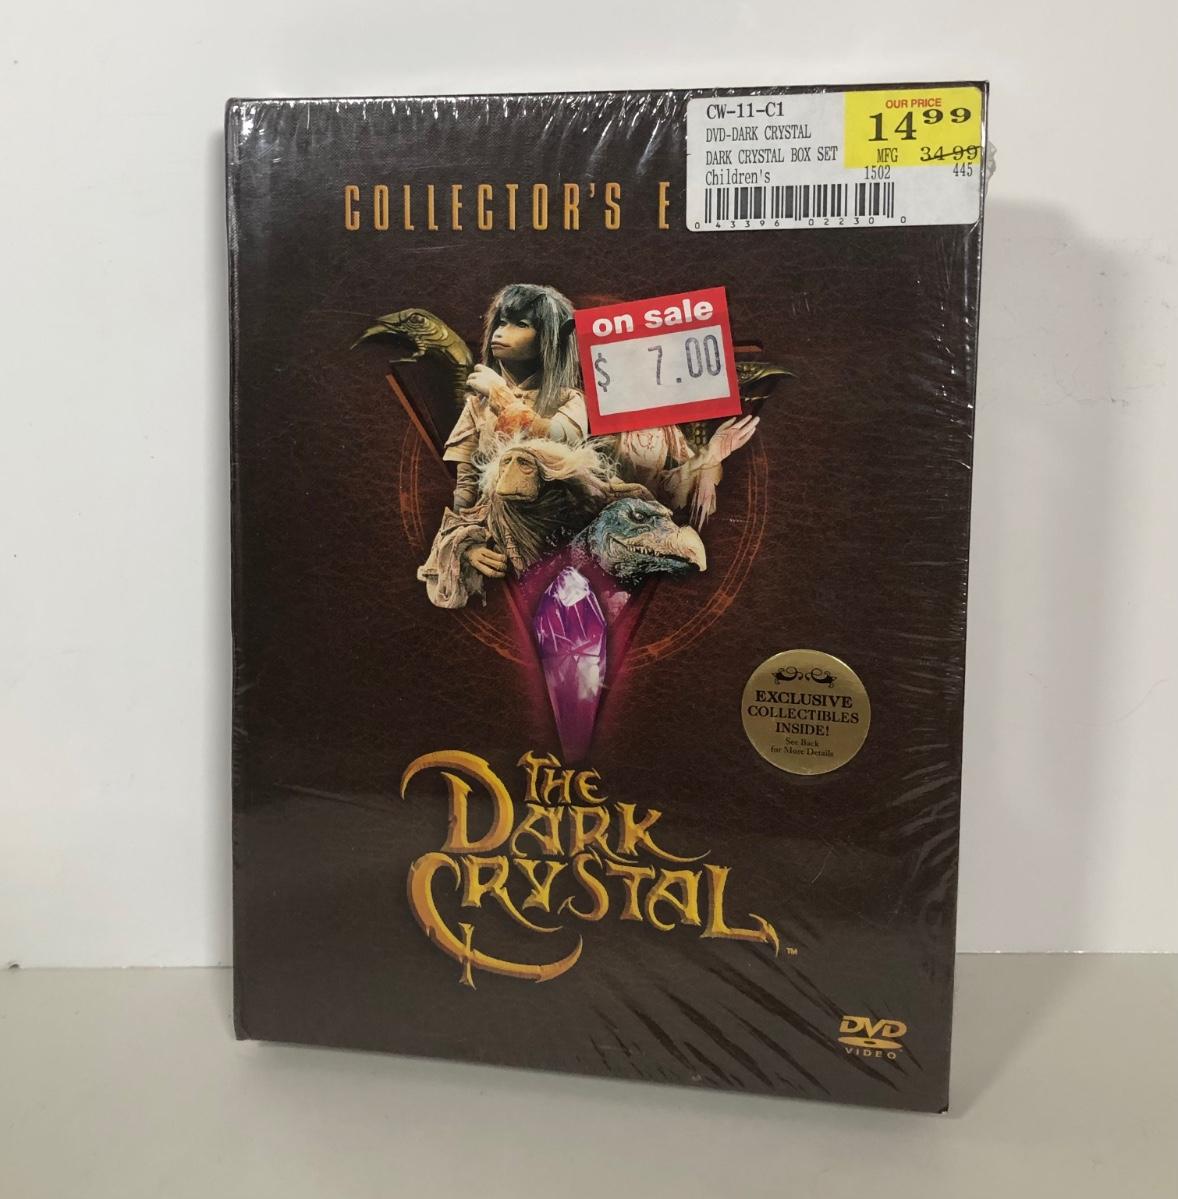 CW-11-C1
DVD-DARK CRYSTAL
DARK CRYSTAL BOX SET
Children's
OUR PRICE
14⁹⁹
MFG 34-99
1502 445
0 43396 02230 0
COLLECTOR'S E
on sale
$ 7.00
EXCLUSIVE
COLLECTIBLES
INSIDE!
See Back
for More Details
THE
DARK
CRYSTAL
™
DVD
VIDEO